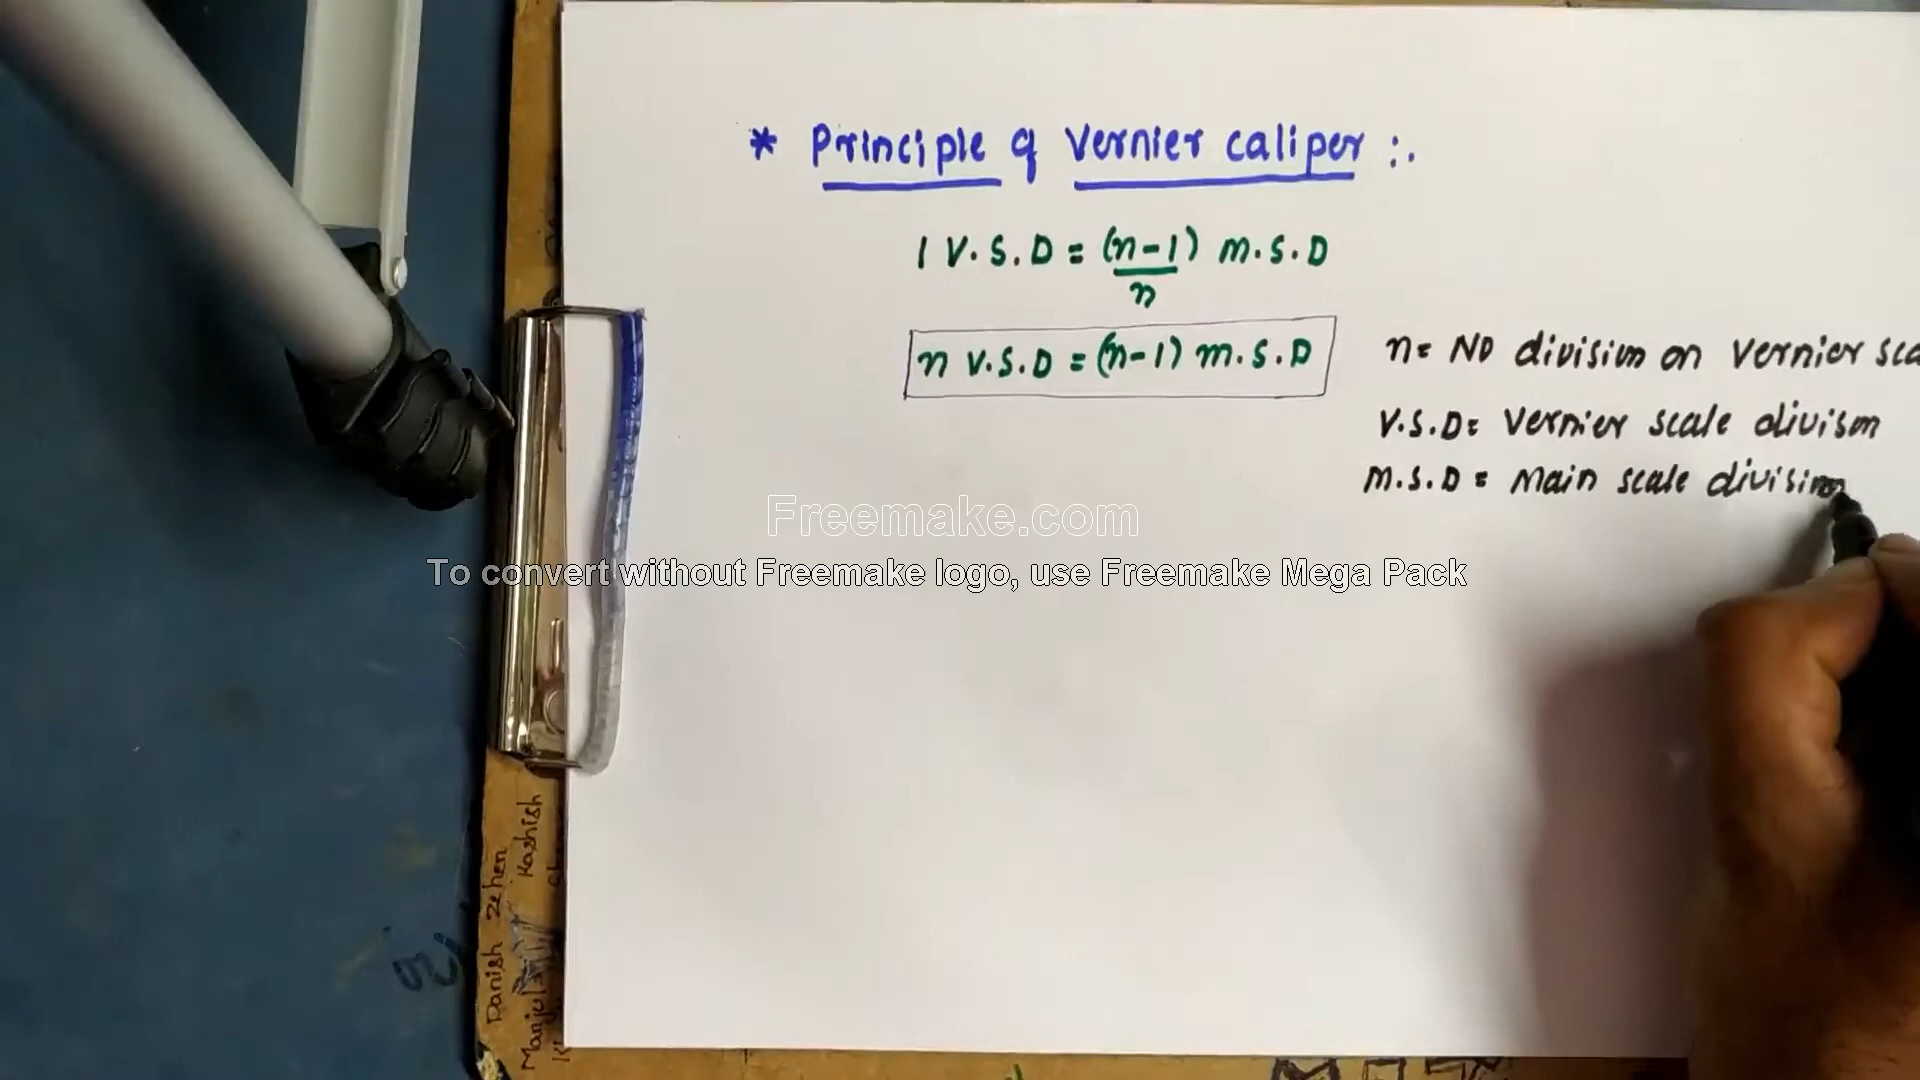 * Principle of Vernier caliper :.
1 V.S.D = (n-1) m.S.D
n
n V.S.D = (n-1) m.S.D
n= NO division on Vernier sca
V.S.D= Vernier scale division
M.S.D = Main scale division
Freemake.com
To convert without Freemake logo, use Freemake Mega Pack
Danish Zehen
Manjul
Kashish